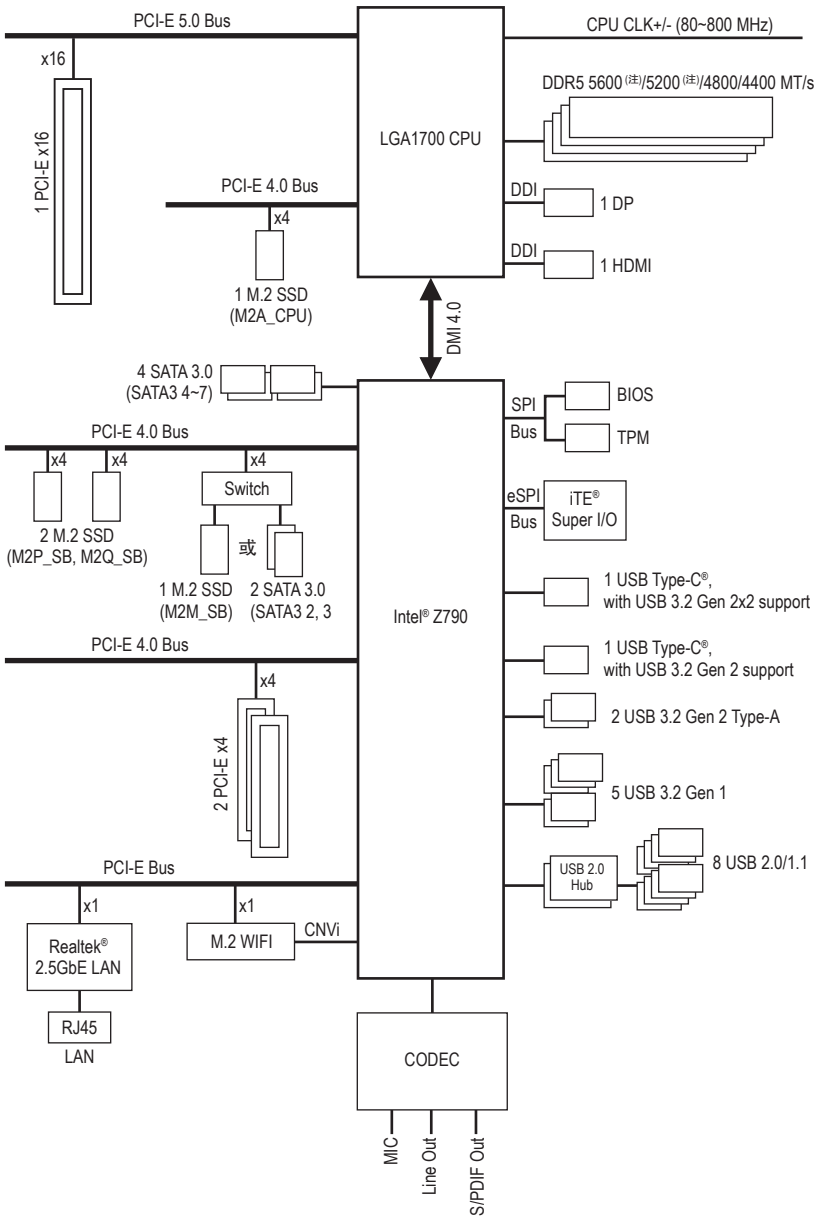 PCI-E 5.0 Bus
x16
1 PCI-E x16
PCI-E 4.0 Bus
x4
1 M.2 SSD
(M2A_CPU)
LGA1700 CPU
CPU CLK+/- (80~800 MHz)
DDR5 5600 (注)/5200 (注)/4800/4400 MT/s
DDI
1 DP
DDI
1 HDMI
DMI 4.0
4 SATA 3.0
(SATA3 4~7)
PCI-E 4.0 Bus
x4
x4
x4
2 M.2 SSD
(M2P_SB, M2Q_SB)
Switch
或
1 M.2 SSD
(M2M_SB)
2 SATA 3.0
(SATA3 2, 3
PCI-E 4.0 Bus
x4
2 PCI-E x4
PCI-E Bus
x1
x1
Realtek®
2.5GbE LAN
RJ45
LAN
M.2 WIFI
CNVi
Intel® Z790
SPI
Bus
BIOS
TPM
eSPI
Bus
iTE®
Super I/O
1 USB Type-C®,
with USB 3.2 Gen 2x2 support
1 USB Type-C®,
with USB 3.2 Gen 2 support
2 USB 3.2 Gen 2 Type-A
5 USB 3.2 Gen 1
USB 2.0
Hub
8 USB 2.0/1.1
CODEC
MIC
Line Out
S/PDIF Out